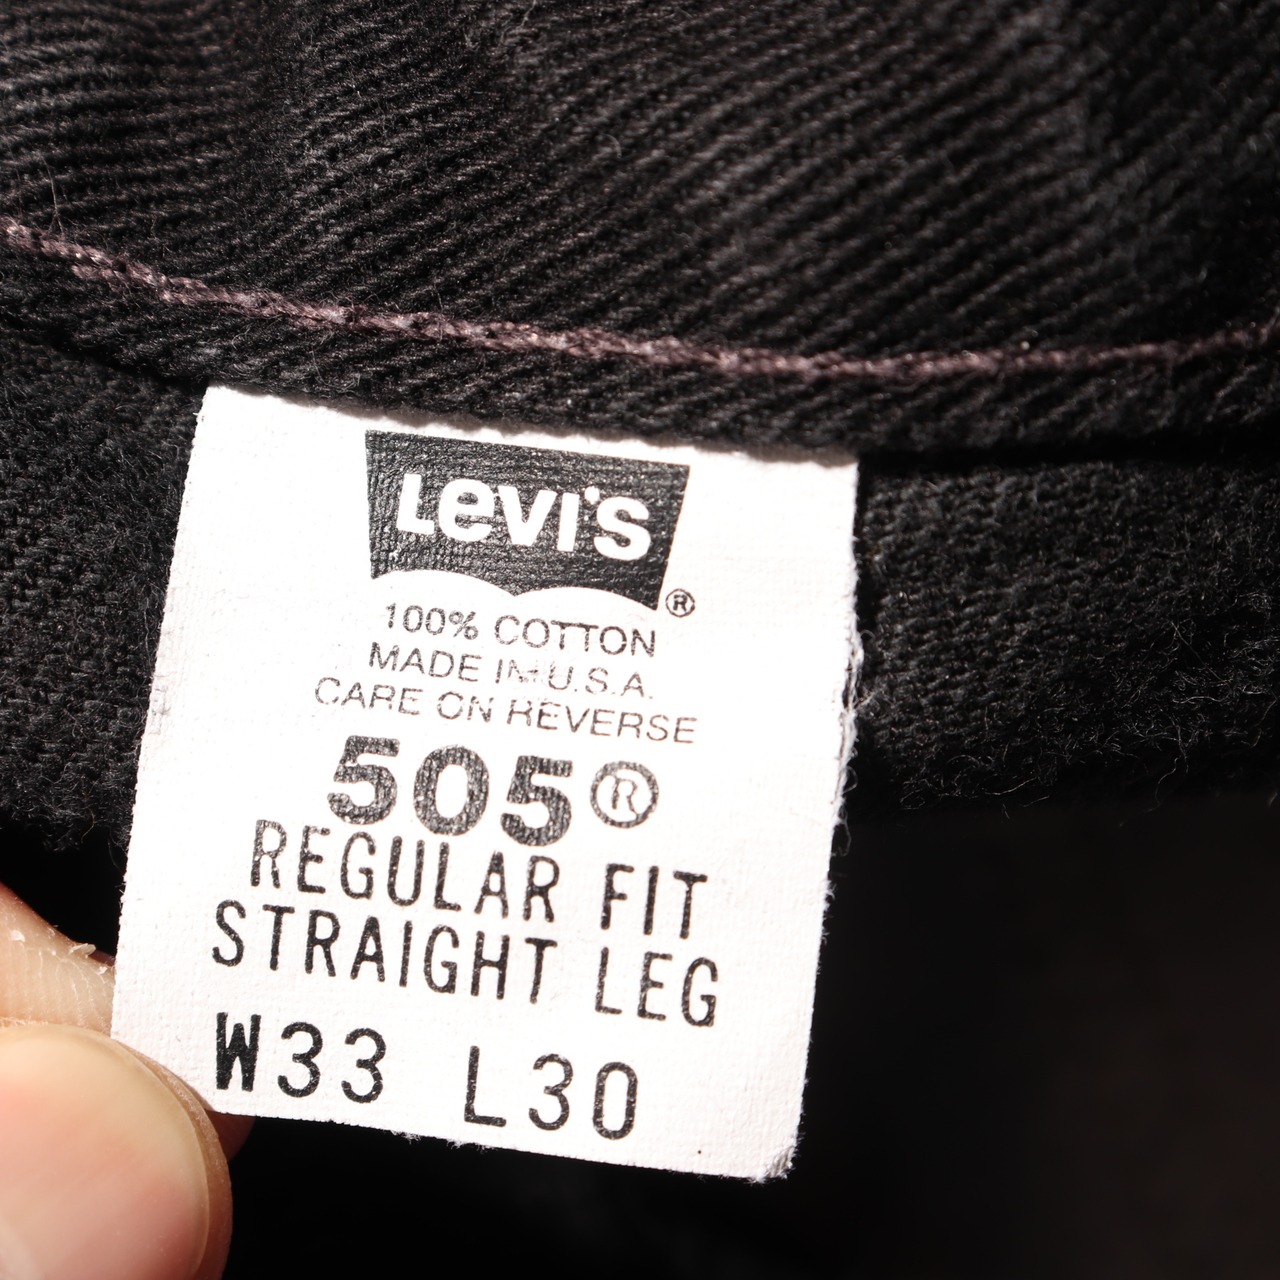 LEVI'S
®
100% COTTON
MADE IN U.S.A.
CARE ON REVERSE
505®
REGULAR FIT
STRAIGHT LEG
W33 L30